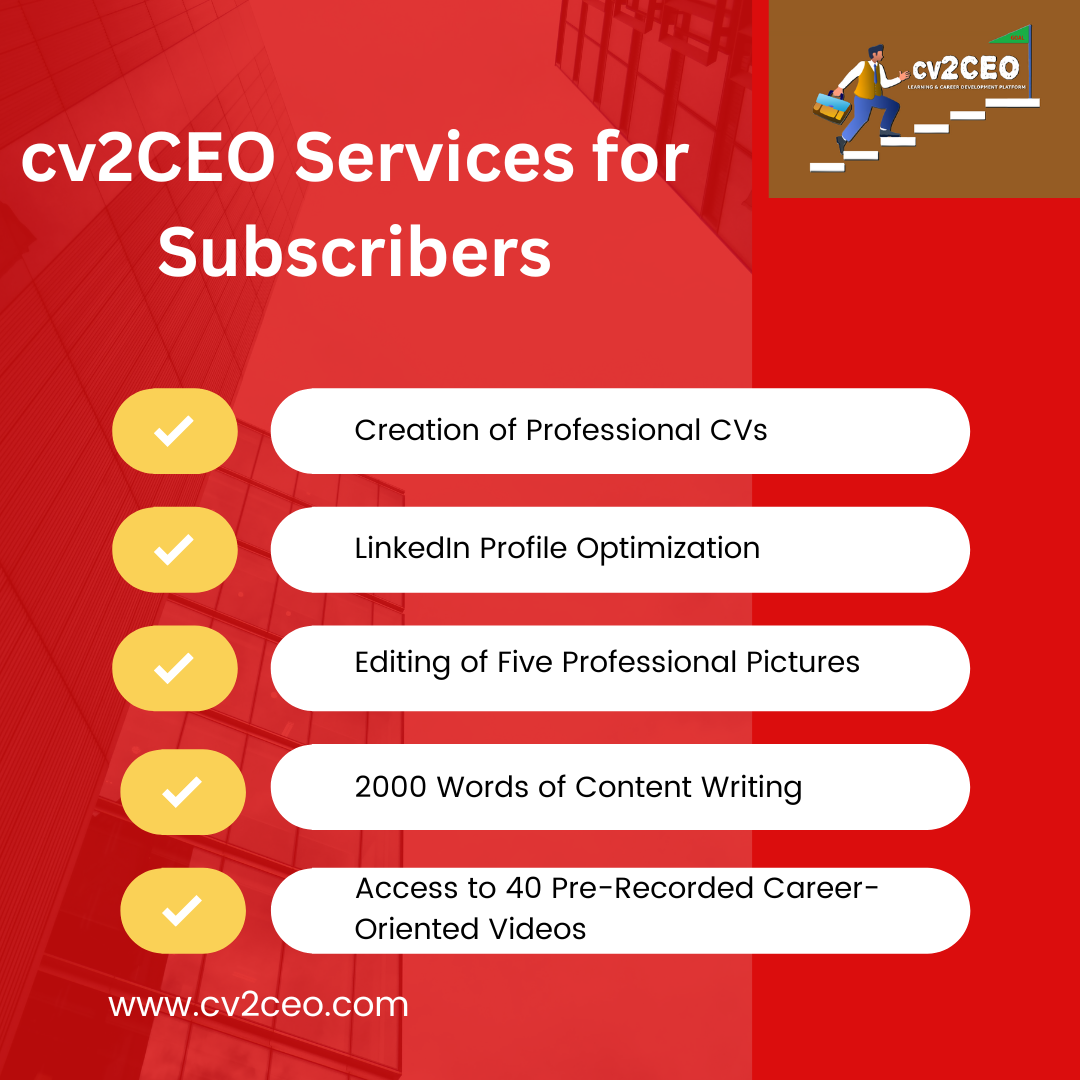 GOAL
cv2CEO
LEARNING & CAREER DEVELOPMENT PLATFORM
cv2CEO Services for
Subscribers
Creation of Professional CVs
LinkedIn Profile Optimization
Editing of Five Professional Pictures
2000 Words of Content Writing
Access to 40 Pre-Recorded Career-
Oriented Videos
www.cv2ceo.com